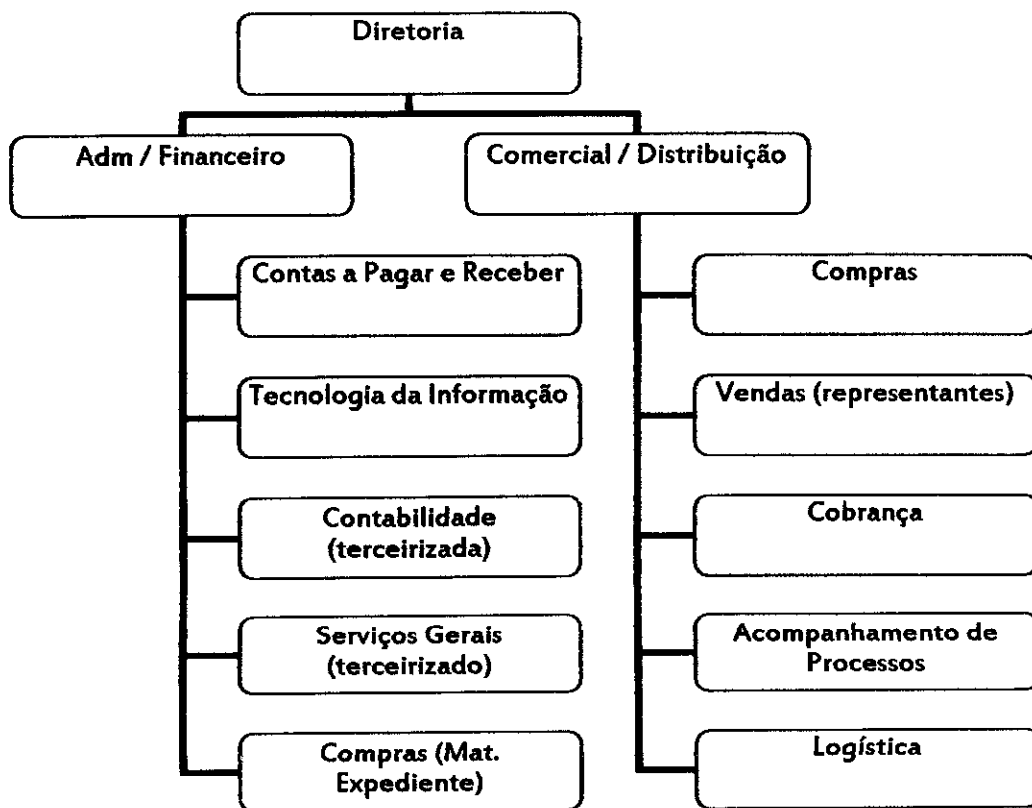 Diretoria
Adm / Financeiro
Comercial / Distribuição
Contas a Pagar e Receber
Tecnologia da Informação
Contabilidade
(terceirizada)
Serviços Gerais
(terceirizado)
Compras (Mat.
Expediente)
Compras
Vendas (representantes)
Cobrança
Acompanhamento de
Processos
Logística